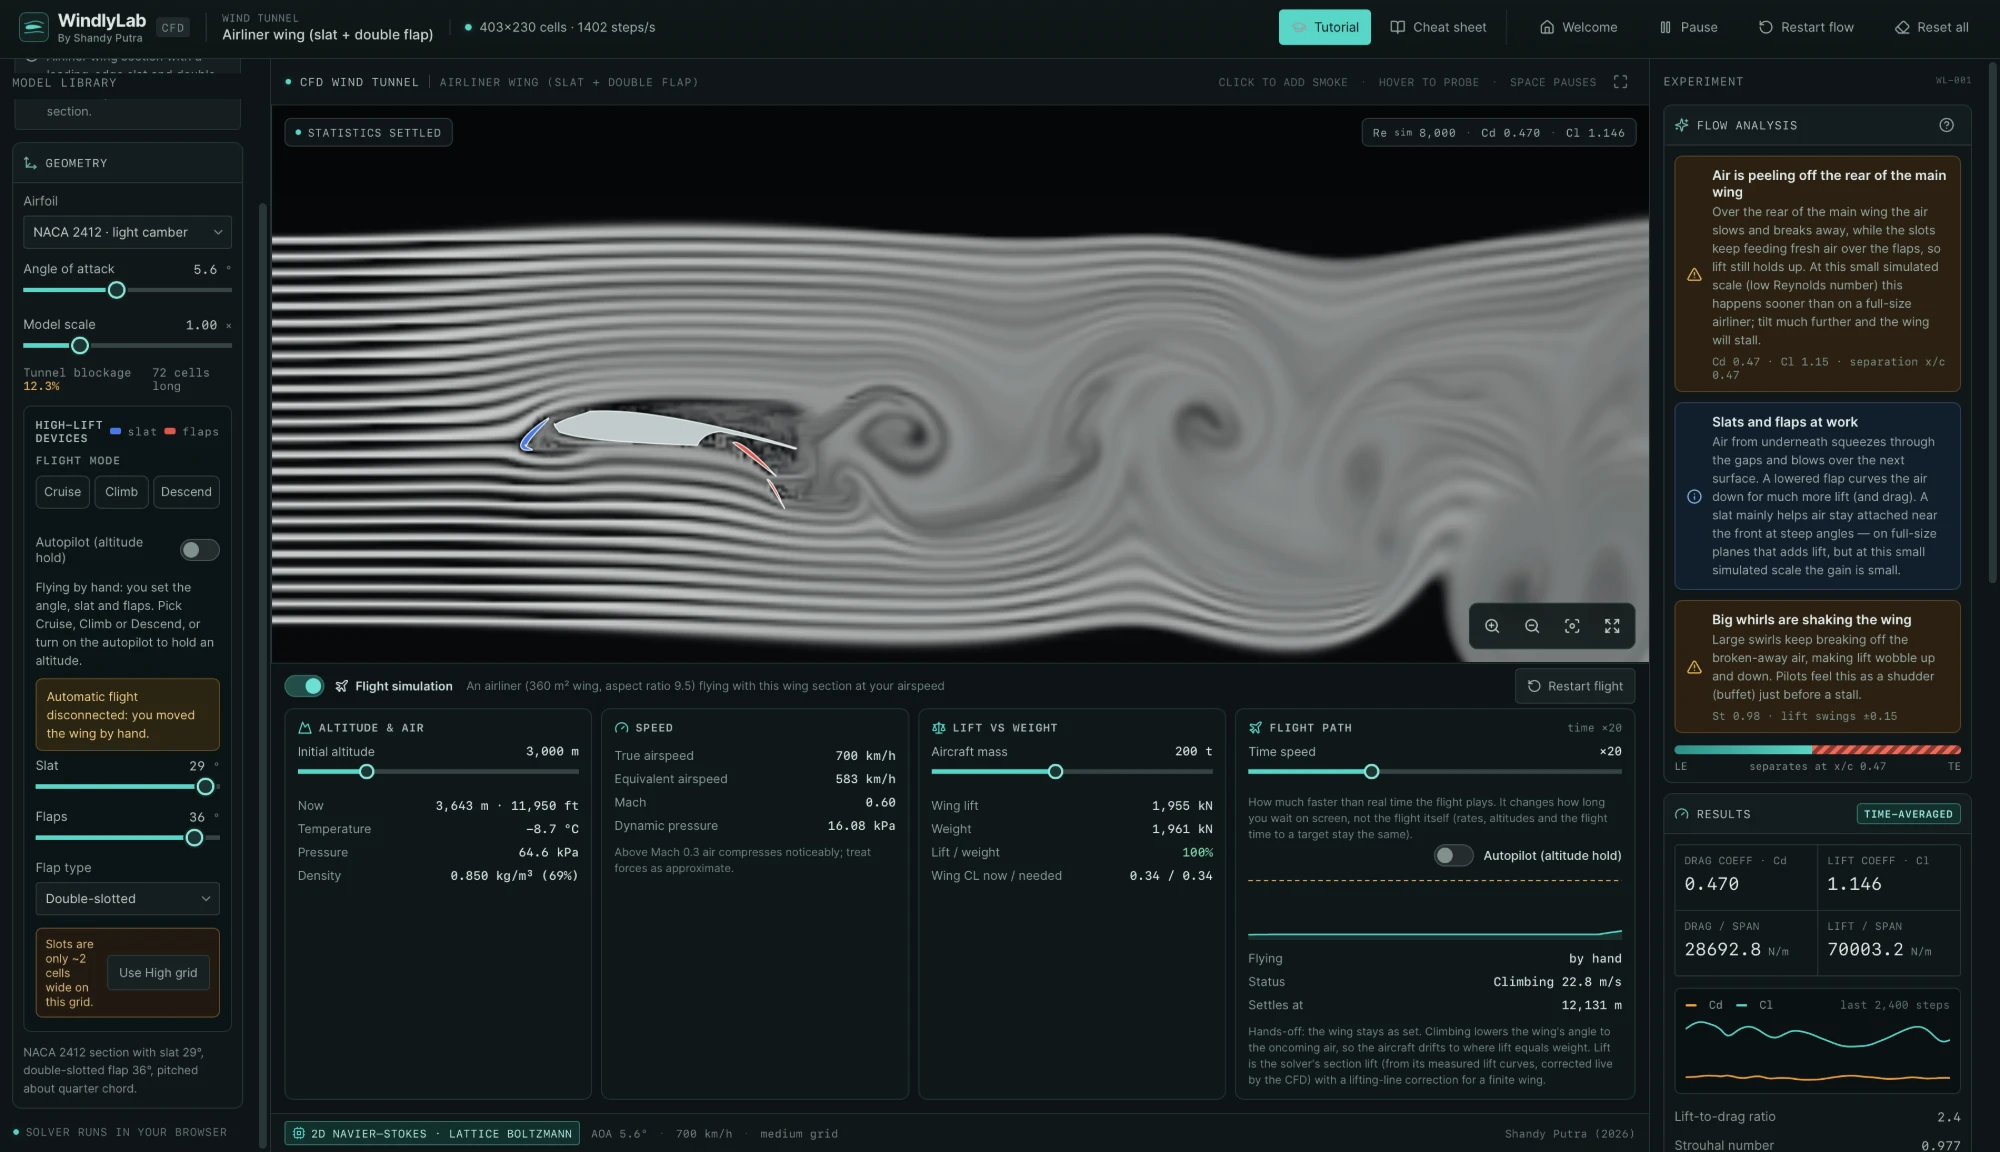 WindlyLab
By Shandy Putra
CFD
WIND TUNNEL
Airliner wing (slat + double flap)
403×230 cells · 1402 steps/s
Tutorial
Cheat sheet
Welcome
Pause
Restart flow
Reset all
MODEL LIBRARY
section.
GEOMETRY
Airfoil
NACA 2412 · light camber
Angle of attack 5.6 °
Model scale 1.00 ×
Tunnel blockage
12.3%
72 cells
long
HIGH-LIFT
DEVICES
slat
flaps
FLIGHT MODE
Cruise
Climb
Descend
Autopilot (altitude
hold)
Flying by hand: you set the
angle, slat and flaps. Pick
Cruise, Climb or Descend, or
turn on the autopilot to hold an
altitude.
Automatic flight
disconnected: you moved
the wing by hand.
Slat 29 °
Flaps 36 °
Flap type
Double-slotted
Slots are
only ~2
cells
wide on
this grid.
Use High grid
NACA 2412 section with slat 29°,
double-slotted flap 36°, pitched
about quarter chord.
SOLVER RUNS IN YOUR BROWSER
CFD WIND TUNNEL
AIRLINER WING (SLAT + DOUBLE FLAP)
CLICK TO ADD SMOKE · HOVER TO PROBE · SPACE PAUSES
STATISTICS SETTLED
Re sim 8,000 · Cd 0.470 · Cl 1.146
Flight simulation
An airliner (360 m² wing, aspect ratio 9.5) flying with this wing section at your airspeed
Restart flight
ALTITUDE & AIR
Initial altitude 3,000 m
Now 3,643 m · 11,950 ft
Temperature −8.7 °C
Pressure 64.6 kPa
Density 0.850 kg/m³ (69%)
SPEED
True airspeed 700 km/h
Equivalent airspeed 583 km/h
Mach 0.60
Dynamic pressure 16.08 kPa
Above Mach 0.3 air compresses noticeably; treat
forces as approximate.
LIFT VS WEIGHT
Aircraft mass 200 t
Wing lift 1,955 kN
Weight 1,961 kN
Lift / weight 100%
Wing CL now / needed 0.34 / 0.34
FLIGHT PATH
time ×20
Time speed ×20
How much faster than real time the flight plays. It changes how long
you wait on screen, not the flight itself (rates, altitudes and the flight
time to a target stay the same).
Autopilot (altitude hold)
Flying by hand
Status Climbing 22.8 m/s
Settles at 12,131 m
Hands-off: the wing stays as set. Climbing lowers the wing's angle to
the oncoming air, so the aircraft drifts to where lift equals weight. Lift
is the solver's section lift (from its measured lift curves, corrected live
by the CFD) with a lifting-line correction for a finite wing.
2D NAVIER–STOKES · LATTICE BOLTZMANN
AOA 5.6° · 700 km/h · medium grid
Shandy Putra (2026)
EXPERIMENT
WL-001
FLOW ANALYSIS
Air is peeling off the rear of the main
wing
Over the rear of the main wing the air
slows and breaks away, while the slots
keep feeding fresh air over the flaps, so
lift still holds up. At this small simulated
scale (low Reynolds number) this
happens sooner than on a full-size
airliner; tilt much further and the wing
will stall.
Cd 0.47 · Cl 1.15 · separation x/c
0.47
Slats and flaps at work
Air from underneath squeezes through
the gaps and blows over the next
surface. A lowered flap curves the air
down for much more lift (and drag). A
slat mainly helps air stay attached near
the front at steep angles — on full-size
planes that adds lift, but at this small
simulated scale the gain is small.
Big whirls are shaking the wing
Large swirls keep breaking off the
broken-away air, making lift wobble up
and down. Pilots feel this as a shudder
(buffet) just before a stall.
St 0.98 · lift swings ±0.15
LE
separates at x/c 0.47
TE
RESULTS
TIME-AVERAGED
DRAG COEFF · Cd
0.470
LIFT COEFF · Cl
1.146
DRAG / SPAN
28692.8 N/m
LIFT / SPAN
70003.2 N/m
Cd
Cl
last 2,400 steps
Lift-to-drag ratio 2.4
Strouhal number 0.977